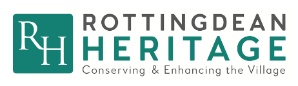 RH
ROTTINGDEAN
HERITAGE
Conserving & Enhancing the Village